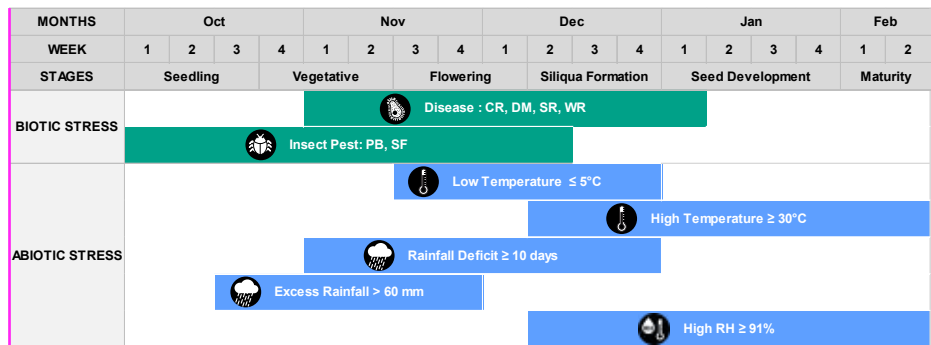 MONTHS Oct Nov Dec Jan Feb
WEEK 1 2 3 4 1 2 3 4 1 2 3 4 1 2 3 4 1 2
STAGES Seedling Vegetative Flowering Siliqua Formation Seed Development Maturity
BIOTIC STRESS
Disease : CR, DM, SR, WR
Insect Pest: PB, SF
ABIOTIC STRESS
Low Temperature ≤ 5°C
High Temperature ≥ 30°C
Rainfall Deficit ≥ 10 days
Excess Rainfall > 60 mm
High RH ≥ 91%